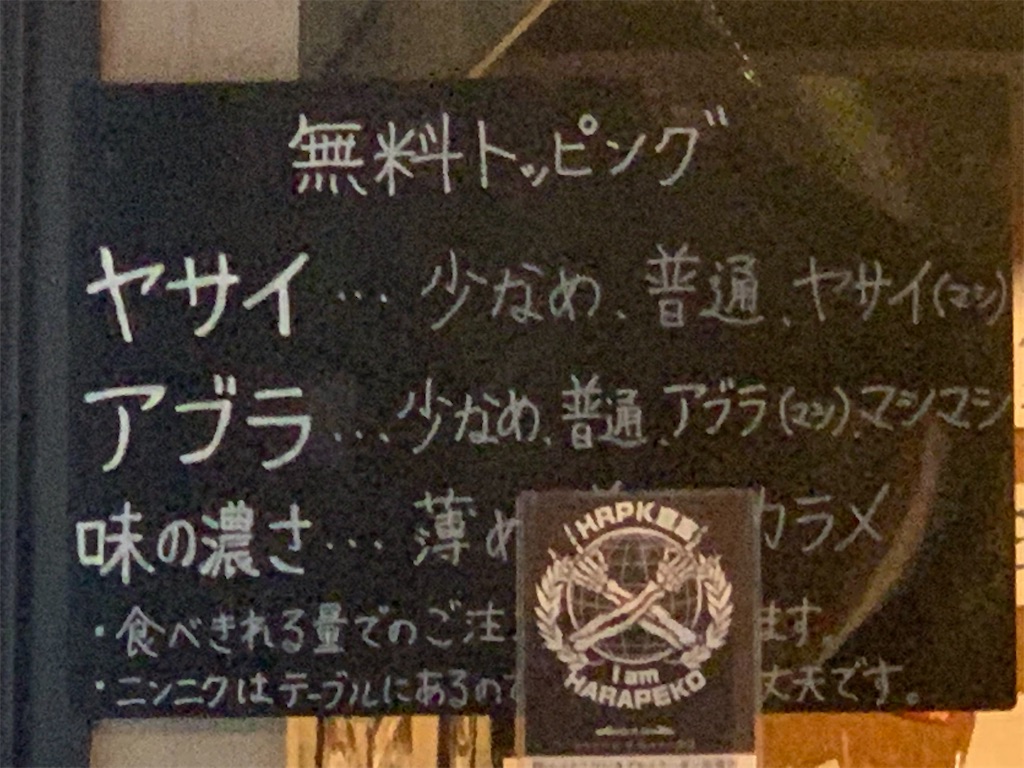 無料トッピング
ヤサイ… 少なめ、普通、ヤサイ(マシ)
アブラ…少なめ、普通、アブラ(マシ)、マシマシ
味の濃さ… 薄め カラメ
・食べきれる量でのご注 ます。
・ニンニクはテーブルにあるので 丈夫です。
HRPK
I am
HARAPEKO